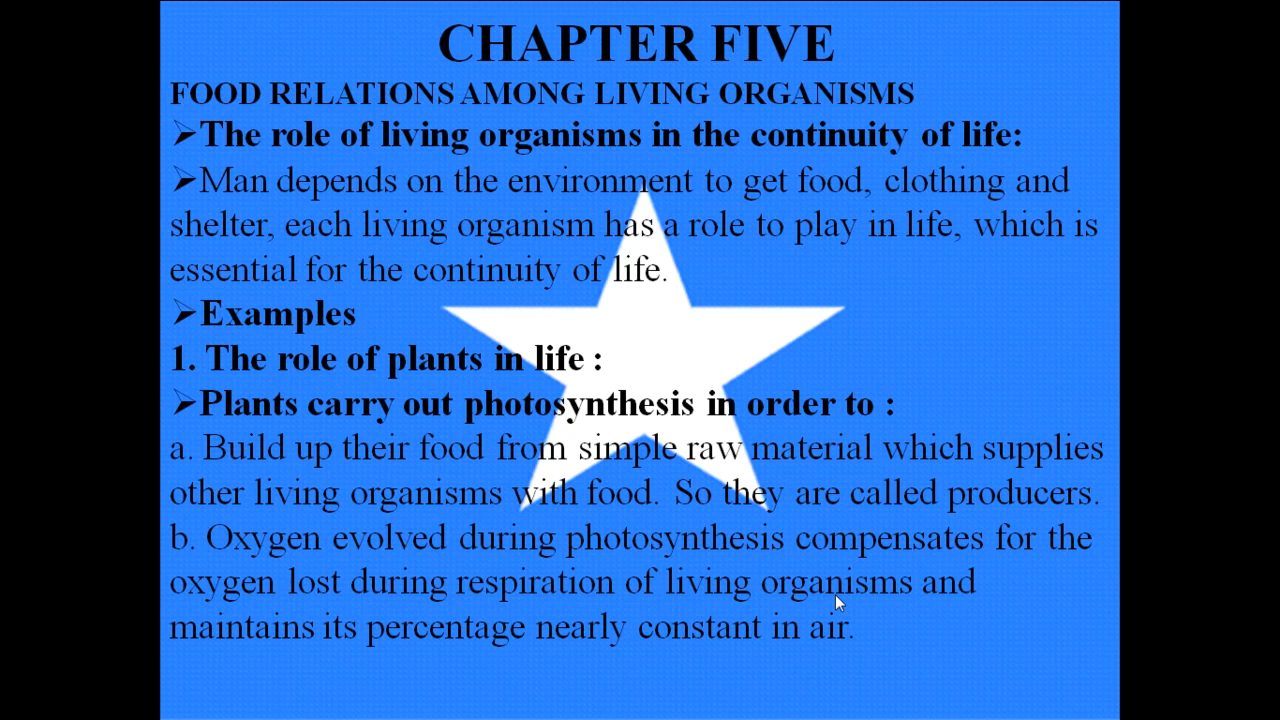 CHAPTER FIVE
FOOD RELATIONS AMONG LIVING ORGANISMS
➢The role of living organisms in the continuity of life:
➢Man depends on the environment to get food, clothing and
shelter, each living organism has a role to play in life, which is
essential for the continuity of life.
➢Examples
1. The role of plants in life :
➢Plants carry out photosynthesis in order to :
a. Build up their food from simple raw material which supplies
other living organisms with food. So they are called producers.
b. Oxygen evolved during photosynthesis compensates for the
oxygen lost during respiration of living organisms and
maintains its percentage nearly constant in air.